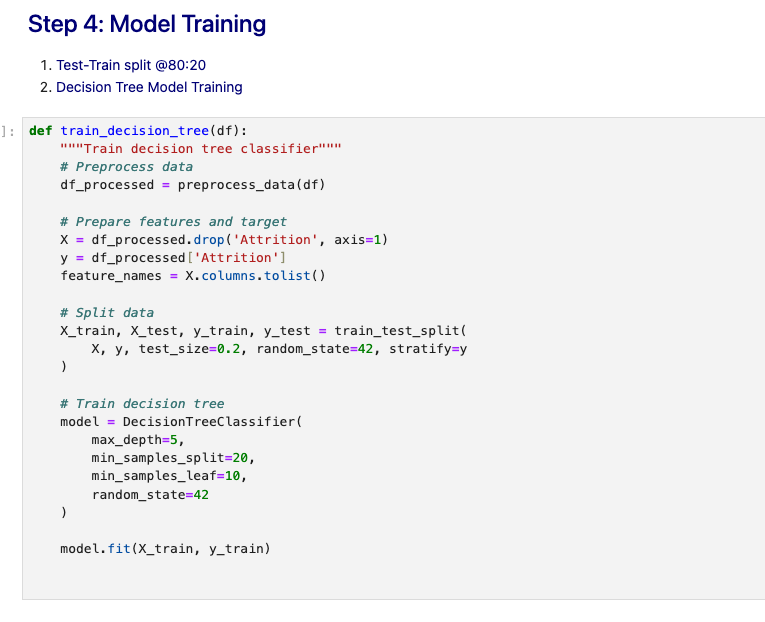 Step 4: Model Training
1. Test-Train split @80:20
2. Decision Tree Model Training
]:
def train_decision_tree(df):
    """Train decision tree classifier"""
    # Preprocess data
    df_processed = preprocess_data(df)

    # Prepare features and target
    X = df_processed.drop('Attrition', axis=1)
    y = df_processed['Attrition']
    feature_names = X.columns.tolist()

    # Split data
    X_train, X_test, y_train, y_test = train_test_split(
        X, y, test_size=0.2, random_state=42, stratify=y
    )

    # Train decision tree
    model = DecisionTreeClassifier(
        max_depth=5,
        min_samples_split=20,
        min_samples_leaf=10,
        random_state=42
    )

    model.fit(X_train, y_train)